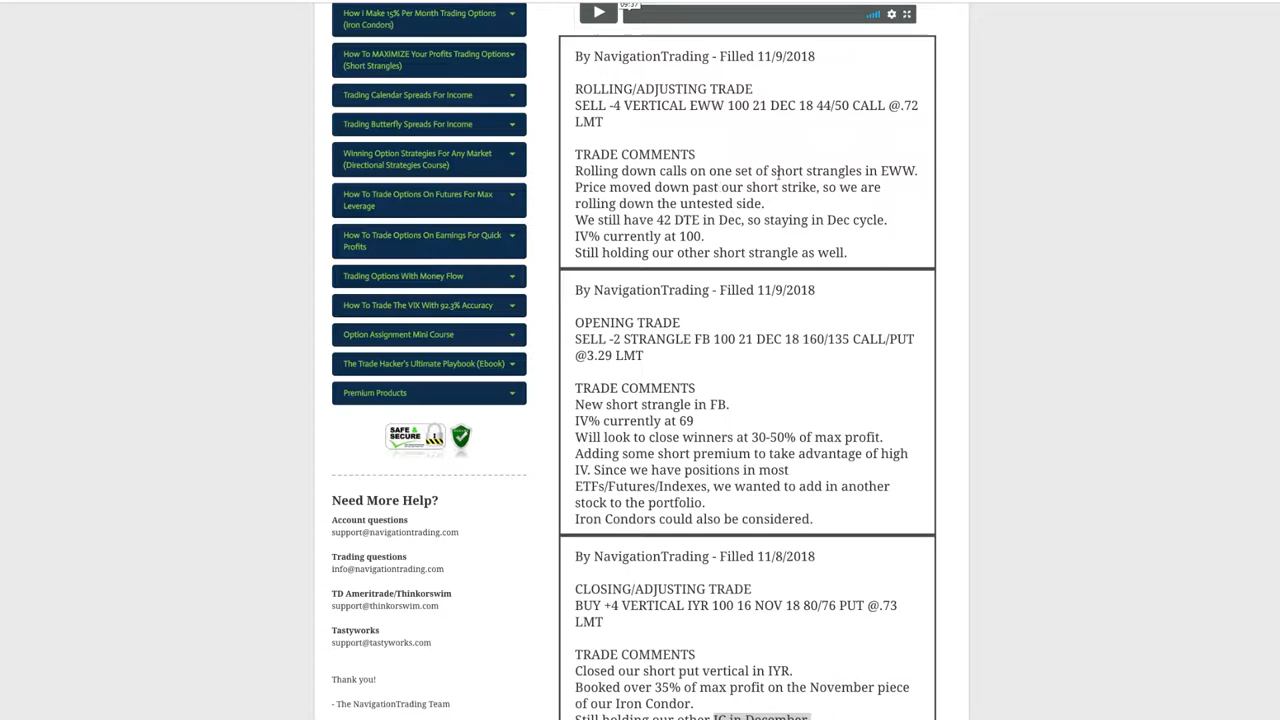 How I Make 15% Per Month Trading Options
(Iron Condors)
How To MAXIMIZE Your Profits Trading Options
(Short Strangles)
Trading Calendar Spreads For Income
Trading Butterfly Spreads For Income
Winning Option Strategies For Any Market
(Directional Strategies Course)
How To Trade Options On Futures For Max
Leverage
How To Trade Options On Earnings For Quick
Profits
Trading Options With Money Flow
How To Trade The VIX With 92.3% Accuracy
Option Assignment Mini Course
The Trade Hacker's Ultimate Playbook (Ebook)
Premium Products
SAFE &
SECURE
Need More Help?
Account questions
support@navigationtrading.com
Trading questions
info@navigationtrading.com
TD Ameritrade/Thinkorswim
support@thinkorswim.com
Tastyworks
support@tastyworks.com
Thank you!
- The NavigationTrading Team
09:37
By NavigationTrading - Filled 11/9/2018
ROLLING/ADJUSTING TRADE
SELL -4 VERTICAL EWW 100 21 DEC 18 44/50 CALL @.72
LMT
TRADE COMMENTS
Rolling down calls on one set of short strangles in EWW.
Price moved down past our short strike, so we are
rolling down the untested side.
We still have 42 DTE in Dec, so staying in Dec cycle.
IV% currently at 100.
Still holding our other short strangle as well.
By NavigationTrading - Filled 11/9/2018
OPENING TRADE
SELL -2 STRANGLE FB 100 21 DEC 18 160/135 CALL/PUT
@3.29 LMT
TRADE COMMENTS
New short strangle in FB.
IV% currently at 69
Will look to close winners at 30-50% of max profit.
Adding some short premium to take advantage of high
IV. Since we have positions in most
ETFs/Futures/Indexes, we wanted to add in another
stock to the portfolio.
Iron Condors could also be considered.
By NavigationTrading - Filled 11/8/2018
CLOSING/ADJUSTING TRADE
BUY +4 VERTICAL IYR 100 16 NOV 18 80/76 PUT @.73
LMT
TRADE COMMENTS
Closed our short put vertical in IYR.
Booked over 35% of max profit on the November piece
of our Iron Condor.
Still holding our other IC in December.